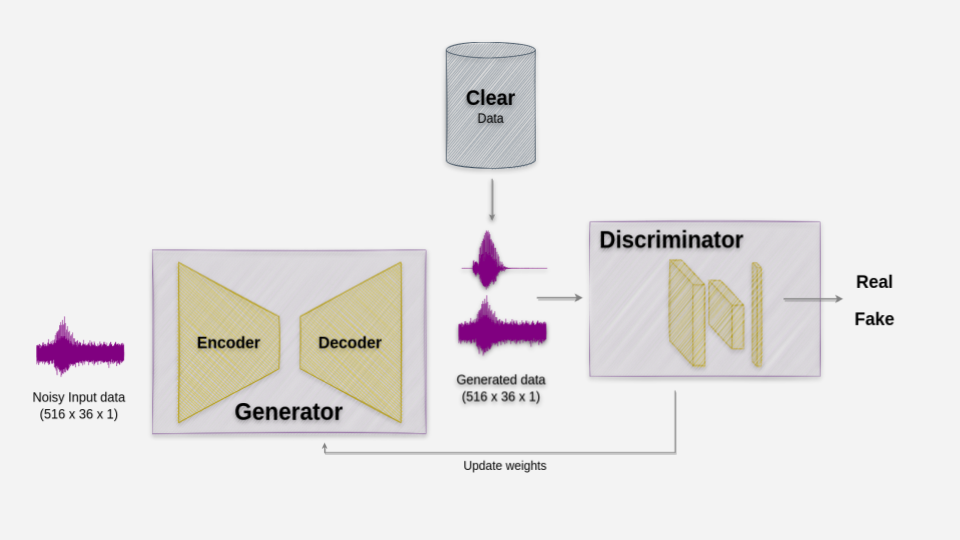 Clear
Data
Discriminator
Real
Fake
Encoder
Decoder
Generator
Noisy Input data
(516 x 36 x 1)
Generated data
(516 x 36 x 1)
Update weights